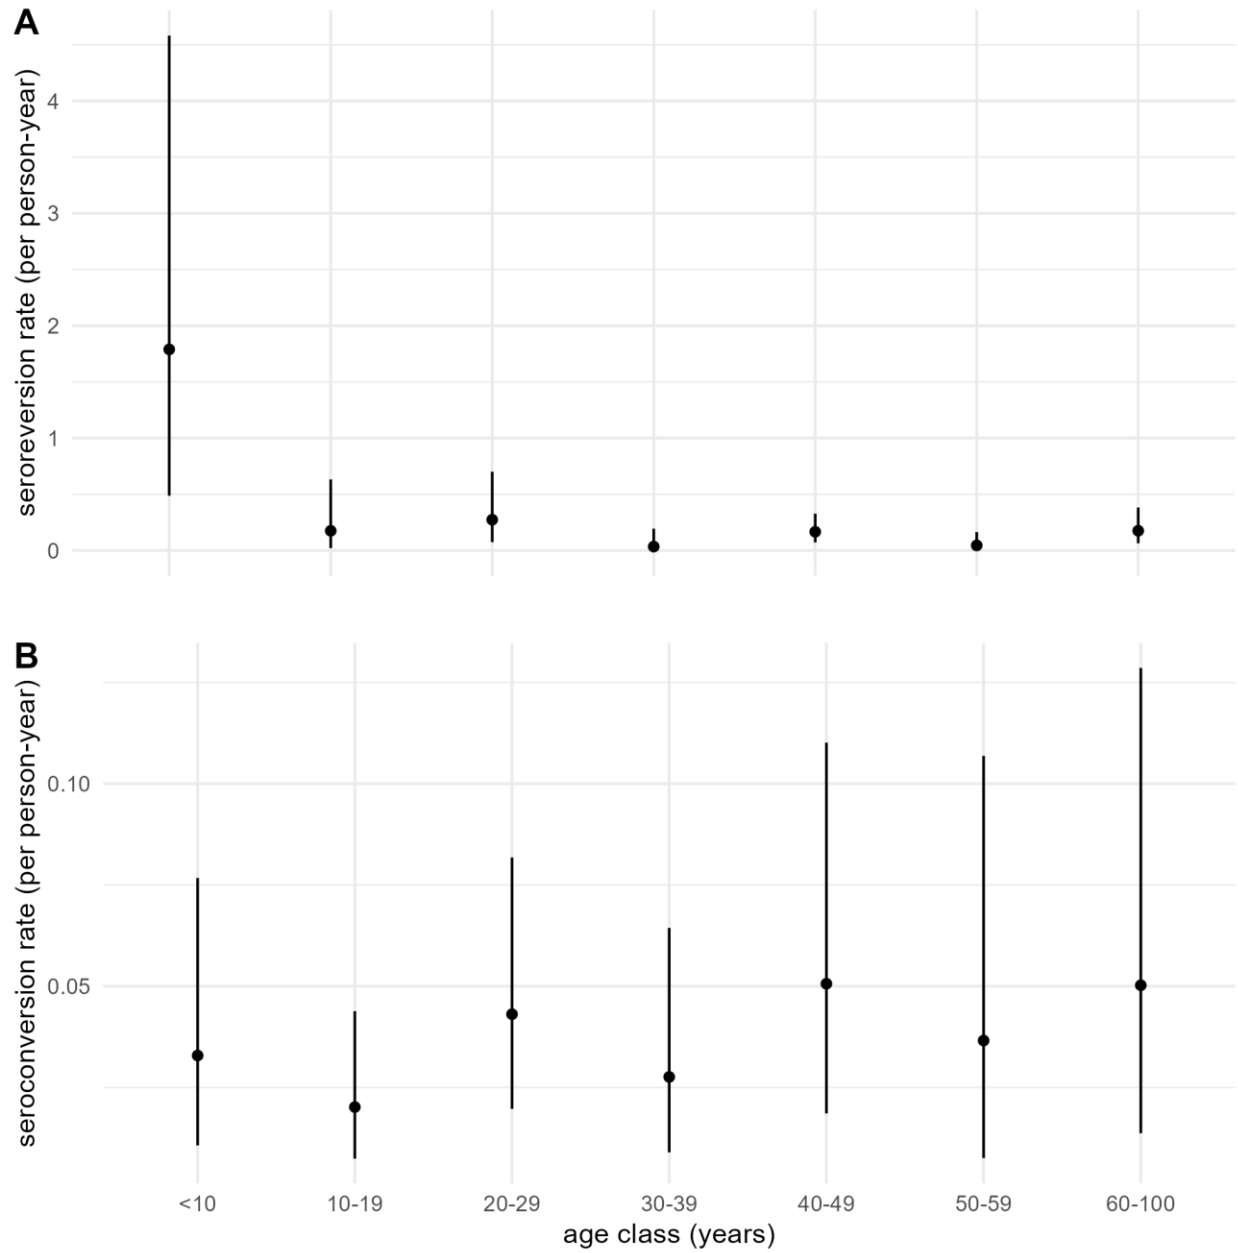 A
seroreversion rate (per person-year)
4
3
2
1
0
B
seroconversion rate (per person-year)
0.10
0.05
<10 10-19 20-29 30-39 40-49 50-59 60-100
age class (years)